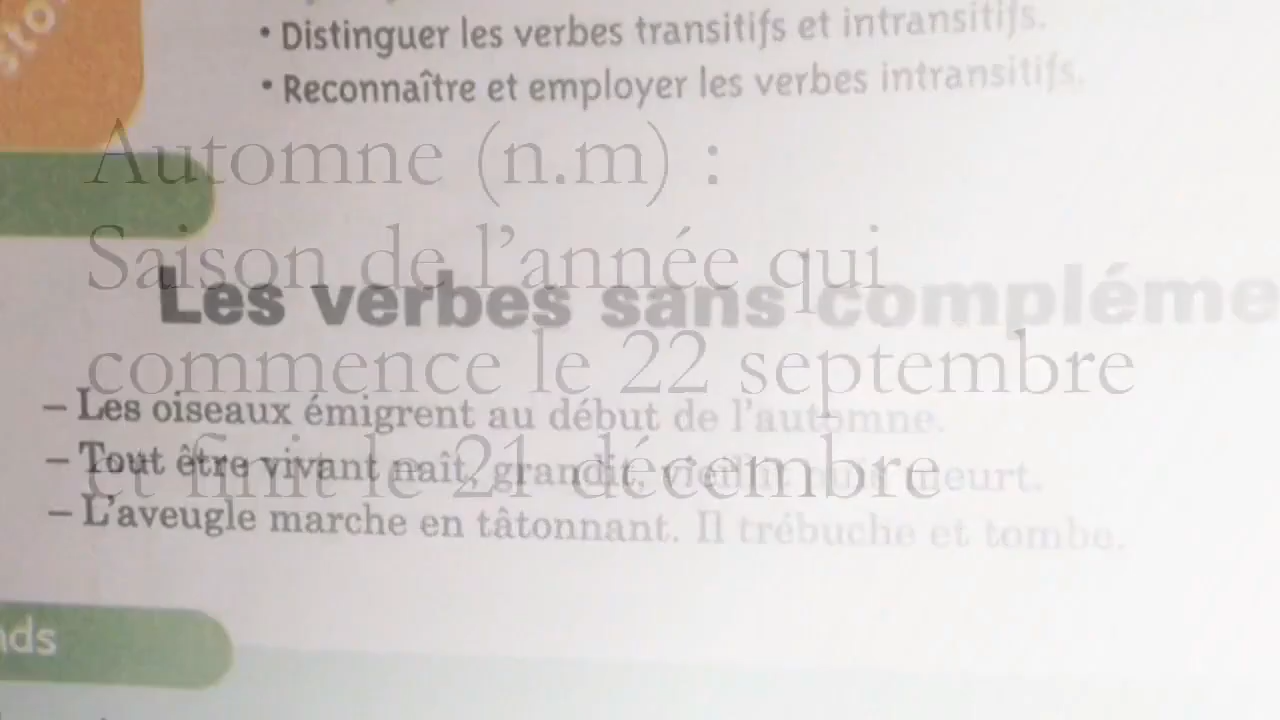 • Distinguer les verbes transitifs et intransitifs.
• Reconnaître et employer les verbes intransitifs.
Automne (n.m) :
Saison de l’année qui
Les verbes sans compléme
commence le 22 septembre
– Les oiseaux émigrent au début de l'automne.
– Tout être vivant naît, grandit, vieillit puis meurt.
et finit le 21 décembre
– L'aveugle marche en tâtonnant. Il trébuche et tombe.
nds